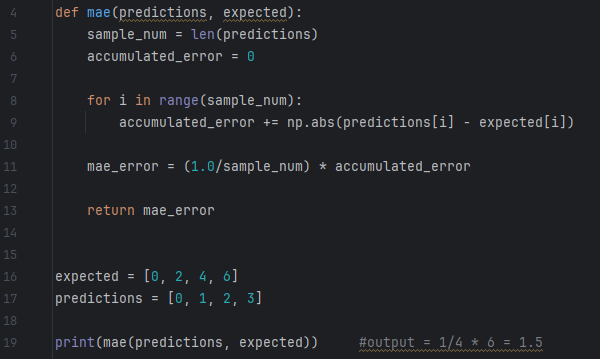 4 def mae(predictions, expected):
5 sample_num = len(predictions)
6 accumulated_error = 0
7
8 for i in range(sample_num):
9 accumulated_error += np.abs(predictions[i] - expected[i])
10
11 mae_error = (1.0/sample_num) * accumulated_error
12
13 return mae_error
14
15
16 expected = [0, 2, 4, 6]
17 predictions = [0, 1, 2, 3]
18
19 print(mae(predictions, expected)) #output = 1/4 * 6 = 1.5